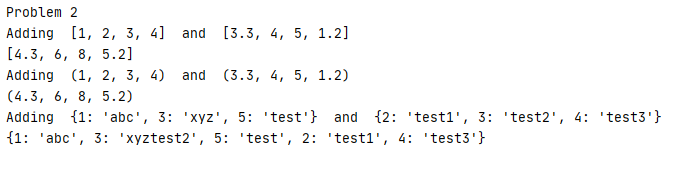 Problem 2
Adding  [1, 2, 3, 4]  and  [3.3, 4, 5, 1.2]
[4.3, 6, 8, 5.2]
Adding  (1, 2, 3, 4)  and  (3.3, 4, 5, 1.2)
(4.3, 6, 8, 5.2)
Adding  {1: 'abc', 3: 'xyz', 5: 'test'}  and  {2: 'test1', 3: 'test2', 4: 'test3'}
{1: 'abc', 3: 'xyztest2', 5: 'test', 2: 'test1', 4: 'test3'}